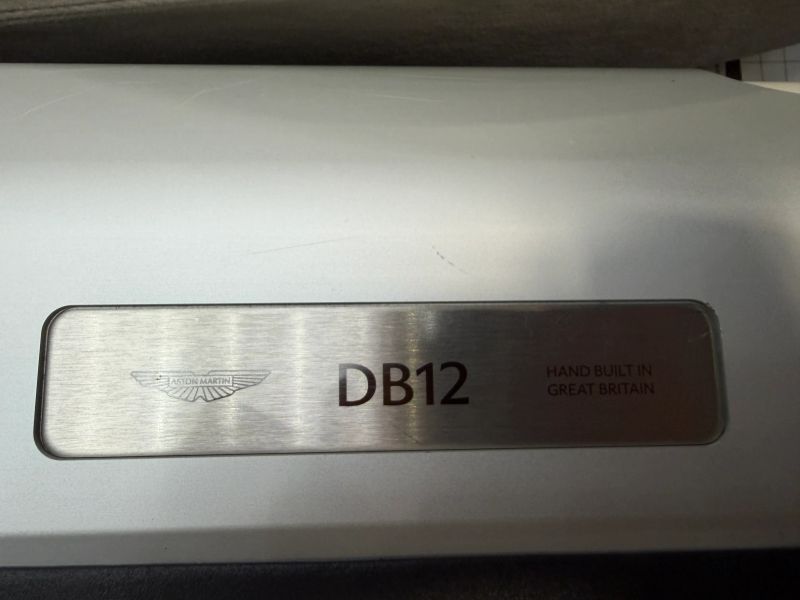 ASTON MARTIN
DB12
HAND BUILT IN
GREAT BRITAIN